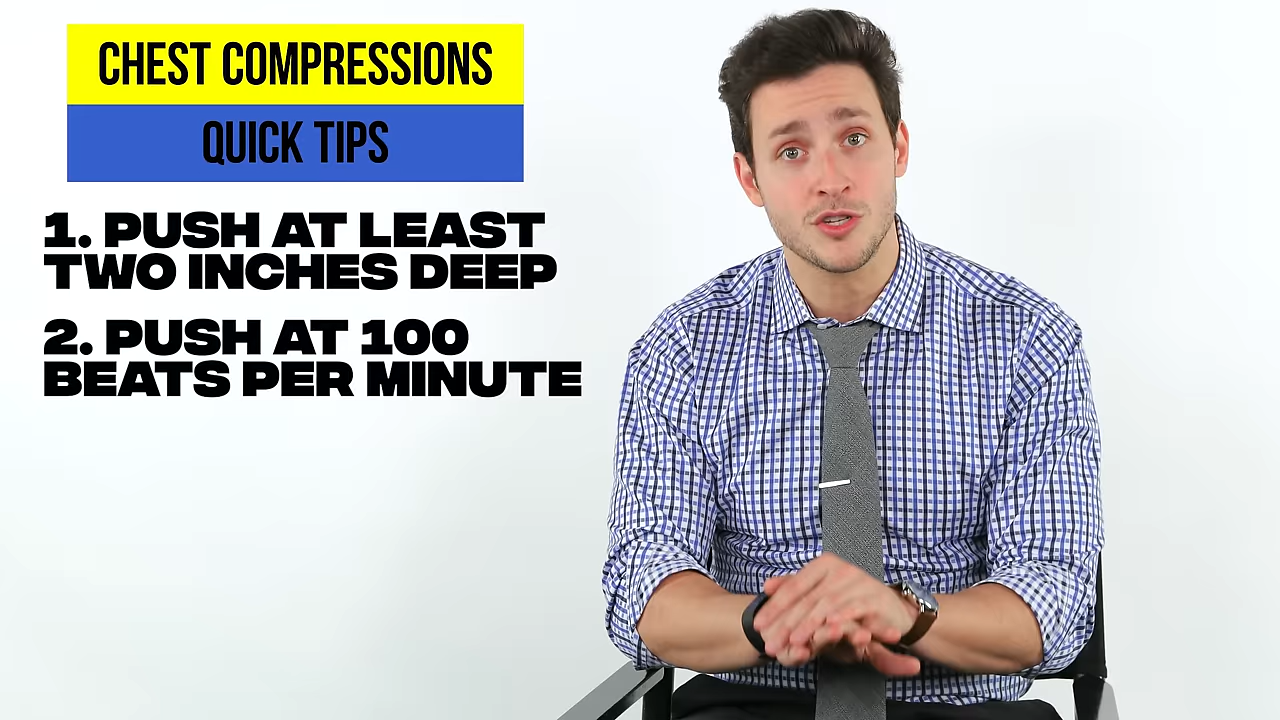 CHEST COMPRESSIONS
QUICK TIPS
1. PUSH AT LEAST
TWO INCHES DEEP
2. PUSH AT 100
BEATS PER MINUTE